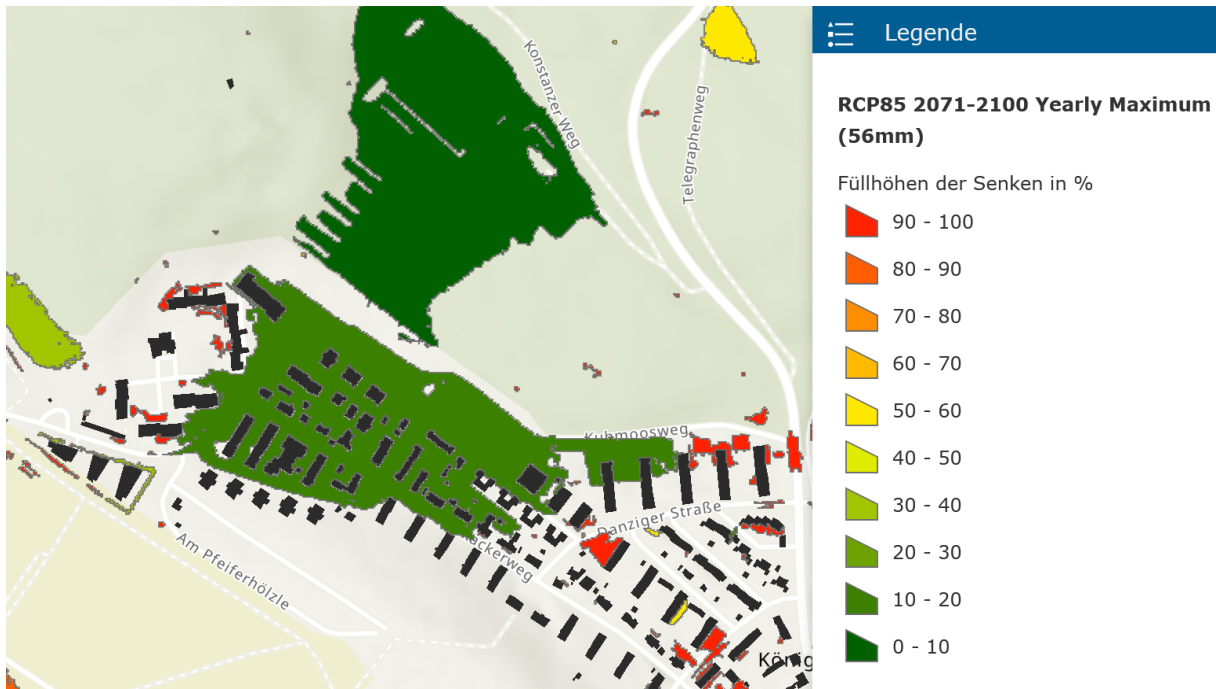 Konstanzer Weg
Telegraphenweg
Kuhmoosweg
Danziger Straße
ackerweg
Am Pfeiferhölzle
König
Legende
RCP85 2071-2100 Yearly Maximum
(56mm)
Füllhöhen der Senken in %
90 - 100
80 - 90
70 - 80
60 - 70
50 - 60
40 - 50
30 - 40
20 - 30
10 - 20
0 - 10